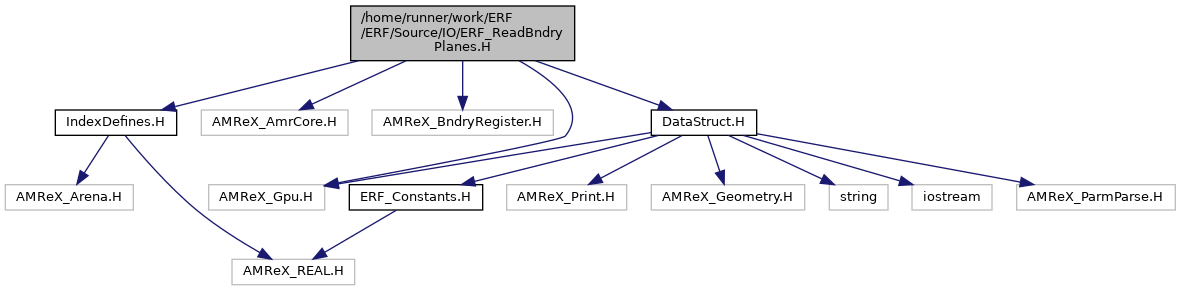 /home/runner/work/ERF
/ERF/Source/IO/ERF_ReadBndry
Planes.H
IndexDefines.H
AMReX_AmrCore.H
AMReX_BndryRegister.H
DataStruct.H
AMReX_Arena.H
AMReX_Gpu.H
ERF_Constants.H
AMReX_Print.H
AMReX_Geometry.H
string
iostream
AMReX_ParmParse.H
AMReX_REAL.H